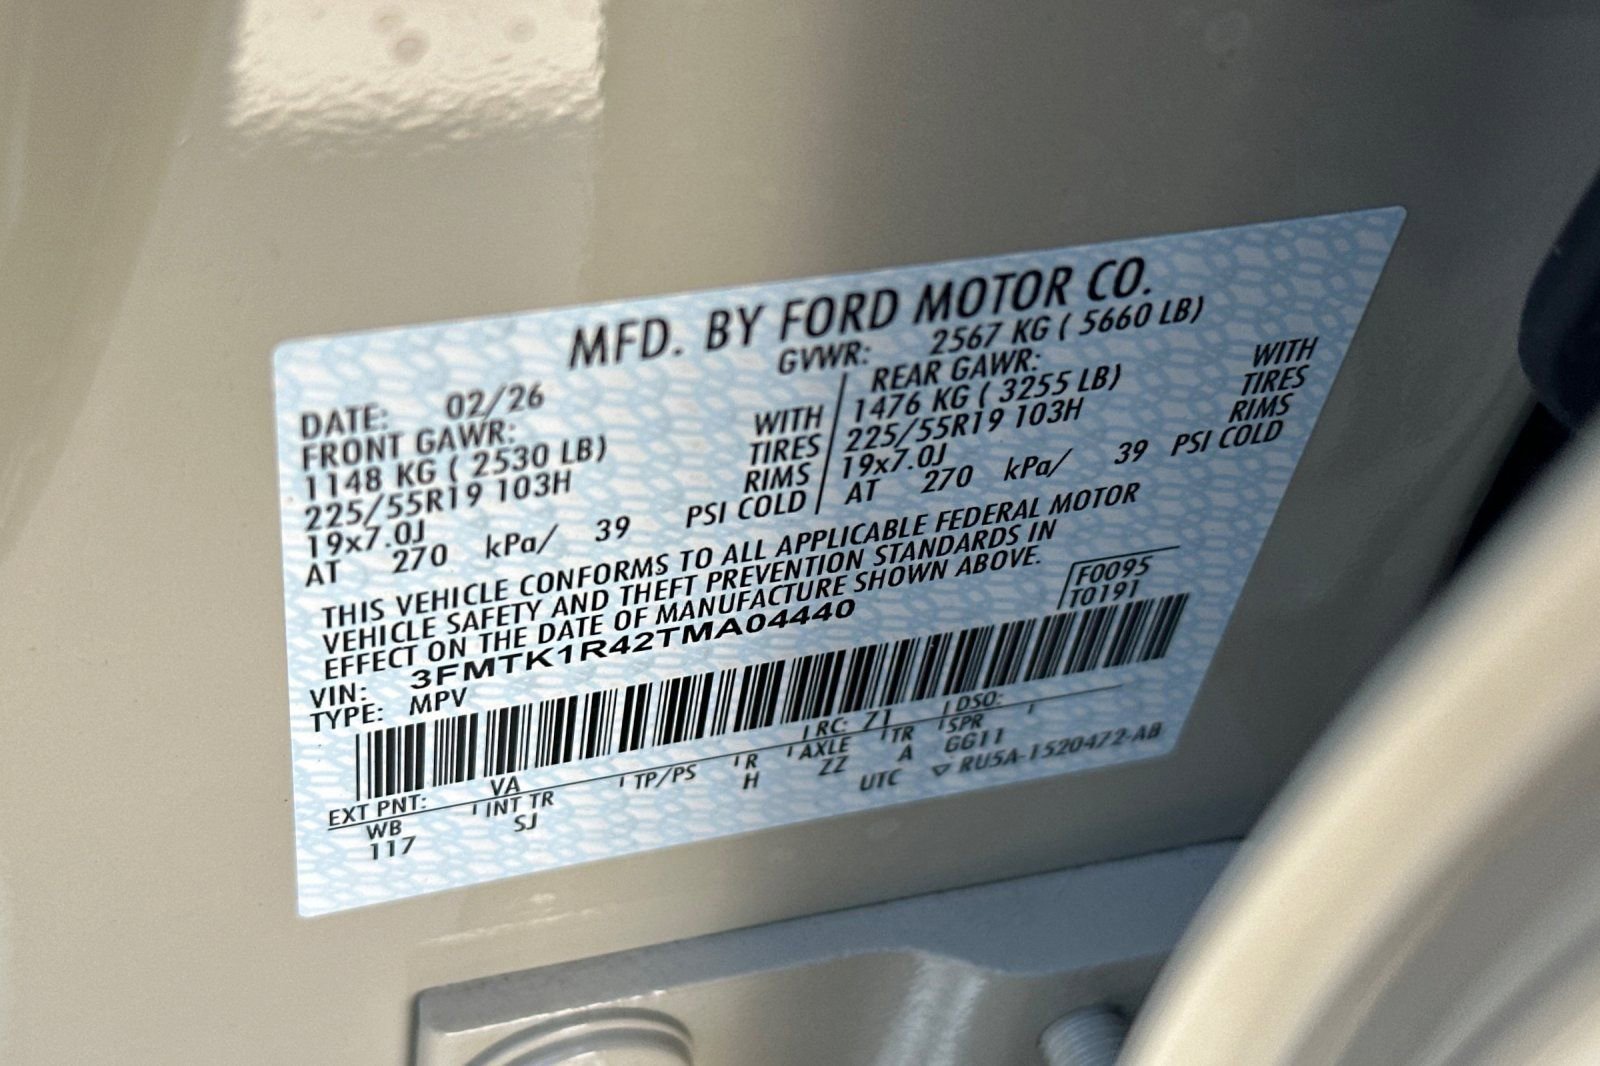 MFD. BY FORD MOTOR CO.
DATE: 02/26 GVWR: 2567 KG ( 5660 LB)
FRONT GAWR: REAR GAWR:
1148 KG ( 2530 LB) WITH 1476 KG ( 3255 LB) WITH
225/55R19 103H TIRES 225/55R19 103H TIRES
19x7.0J RIMS 19x7.0J RIMS
AT 270 kPa/ 39 PSI COLD AT 270 kPa/ 39 PSI COLD
THIS VEHICLE CONFORMS TO ALL APPLICABLE FEDERAL MOTOR
VEHICLE SAFETY AND THEFT PREVENTION STANDARDS IN
EFFECT ON THE DATE OF MANUFACTURE SHOWN ABOVE.
F0095
VIN: 3FMTK1R42TMA04440 T0191
TYPE: MPV
EXT PNT: VA RC: 71 DSO:
WB INT TR TP/PS R AXLE TR SPR
117 SJ H ZZ A GG11
UTC ▽ RU5A-1520472-AB